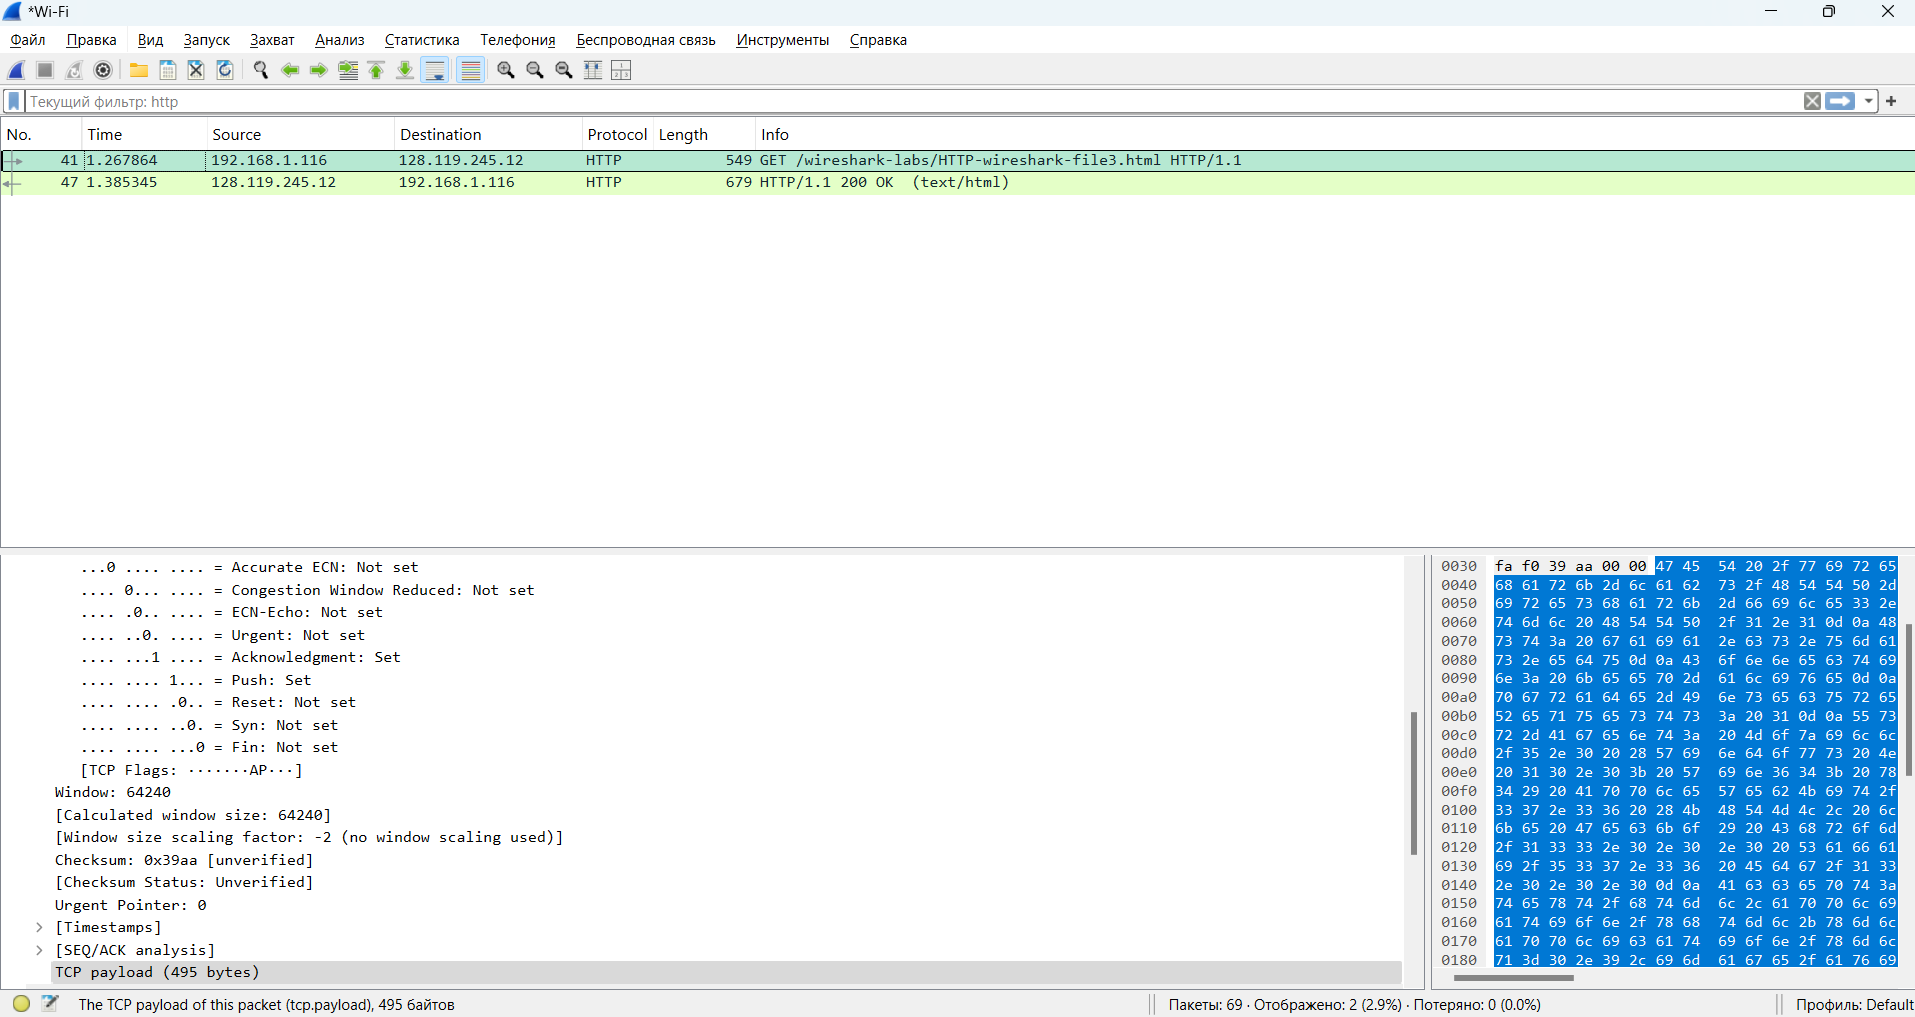 *Wi-Fi
Файл Правка Вид Запуск Захват Анализ Статистика Телефония Беспроводная связь Инструменты Справка
Текущий фильтр: http
No. Time Source Destination Protocol Length Info
41 1.267864 192.168.1.116 128.119.245.12 HTTP 549 GET /wireshark-labs/HTTP-wireshark-file3.html HTTP/1.1
47 1.385345 128.119.245.12 192.168.1.116 HTTP 679 HTTP/1.1 200 OK  (text/html)
...0 .... .... = Accurate ECN: Not set
.... 0... .... = Congestion Window Reduced: Not set
.... .0.. .... = ECN-Echo: Not set
.... ..0. .... = Urgent: Not set
.... ...1 .... = Acknowledgment: Set
.... .... 1... = Push: Set
.... .... .0.. = Reset: Not set
.... .... ..0. = Syn: Not set
.... .... ...0 = Fin: Not set
[TCP Flags: ·······AP···]
Window: 64240
[Calculated window size: 64240]
[Window size scaling factor: -2 (no window scaling used)]
Checksum: 0x39aa [unverified]
[Checksum Status: Unverified]
Urgent Pointer: 0
[Timestamps]
[SEQ/ACK analysis]
TCP payload (495 bytes)
0030 fa f0 39 aa 00 00 47 45 54 20 2f 77 69 72 65
0040 68 61 72 6b 2d 6c 61 62 73 2f 48 54 54 50 2d
0050 69 72 65 73 68 61 72 6b 2d 66 69 6c 65 33 2e
0060 74 6d 6c 20 48 54 54 50 2f 31 2e 31 0d 0a 48
0070 73 74 3a 20 67 61 69 61 2e 63 73 2e 75 6d 61
0080 73 2e 65 64 75 0d 0a 43 6f 6e 6e 65 63 74 69
0090 6e 3a 20 6b 65 65 70 2d 61 6c 69 76 65 0d 0a
00a0 70 67 72 61 64 65 2d 49 6e 73 65 63 75 72 65
00b0 52 65 71 75 65 73 74 73 3a 20 31 0d 0a 55 73
00c0 72 2d 41 67 65 6e 74 3a 20 4d 6f 7a 69 6c 6c
00d0 2f 35 2e 30 20 28 57 69 6e 64 6f 77 73 20 4e
00e0 20 31 30 2e 30 3b 20 57 69 6e 36 34 3b 20 78
00f0 34 29 20 41 70 70 6c 65 57 65 62 4b 69 74 2f
0100 33 37 2e 33 36 20 28 4b 48 54 4d 4c 2c 20 6c
0110 6b 65 20 47 65 63 6b 6f 29 20 43 68 72 6f 6d
0120 2f 31 33 33 2e 30 2e 30 2e 30 20 53 61 66 61
0130 69 2f 35 33 37 2e 33 36 20 45 64 67 2f 31 33
0140 2e 30 2e 30 2e 30 0d 0a 41 63 63 65 70 74 3a
0150 74 65 78 74 2f 68 74 6d 6c 2c 61 70 70 6c 69
0160 61 74 69 6f 6e 2f 78 68 74 6d 6c 2b 78 6d 6c
0170 61 70 70 6c 69 63 61 74 69 6f 6e 2f 78 6d 6c
0180 71 3d 30 2e 39 2c 69 6d 61 67 65 2f 61 76 69
The TCP payload of this packet (tcp.payload), 495 байтов
Пакеты: 69 · Отображено: 2 (2.9%) · Потеряно: 0 (0.0%)
Профиль: Default